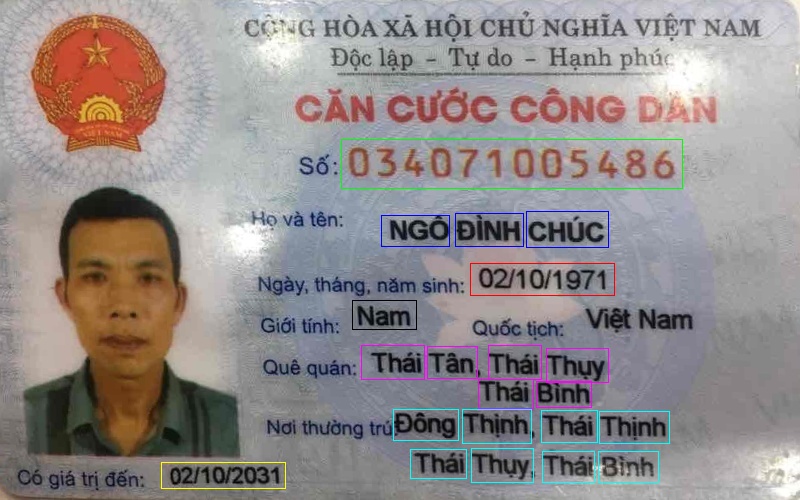 CỘNG HÒA XÃ HỘI CHỦ NGHĨA VIỆT NAM
Độc lập - Tự do - Hạnh phúc
CĂN CƯỚC CÔNG DÂN
Số: 034071005486
Họ và tên: NGÔ ĐÌNH CHÚC
Ngày, tháng, năm sinh: 02/10/1971
Giới tính: Nam Quốc tịch: Việt Nam
Quê quán: Thái Tân, Thái Thụy
Thái Bình
Nơi thường trú: Đông Thịnh, Thái Thịnh
Thái Thụy, Thái Bình
Có giá trị đến: 02/10/2031